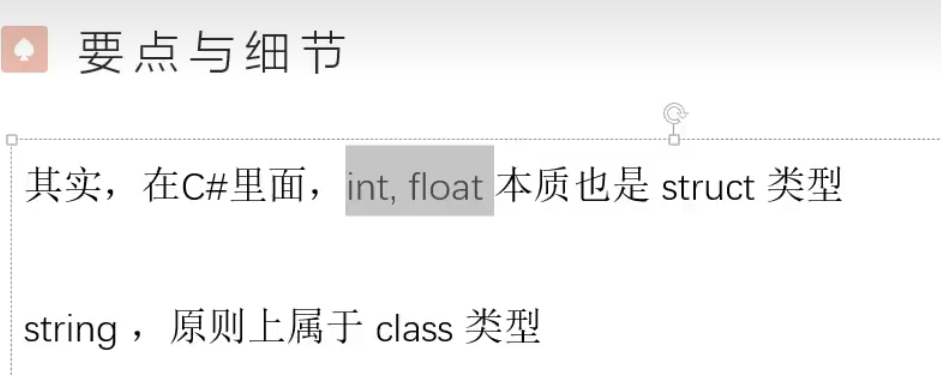 要点与细节
其实，在C#里面，int, float 本质也是 struct 类型
string ，原则上属于 class 类型